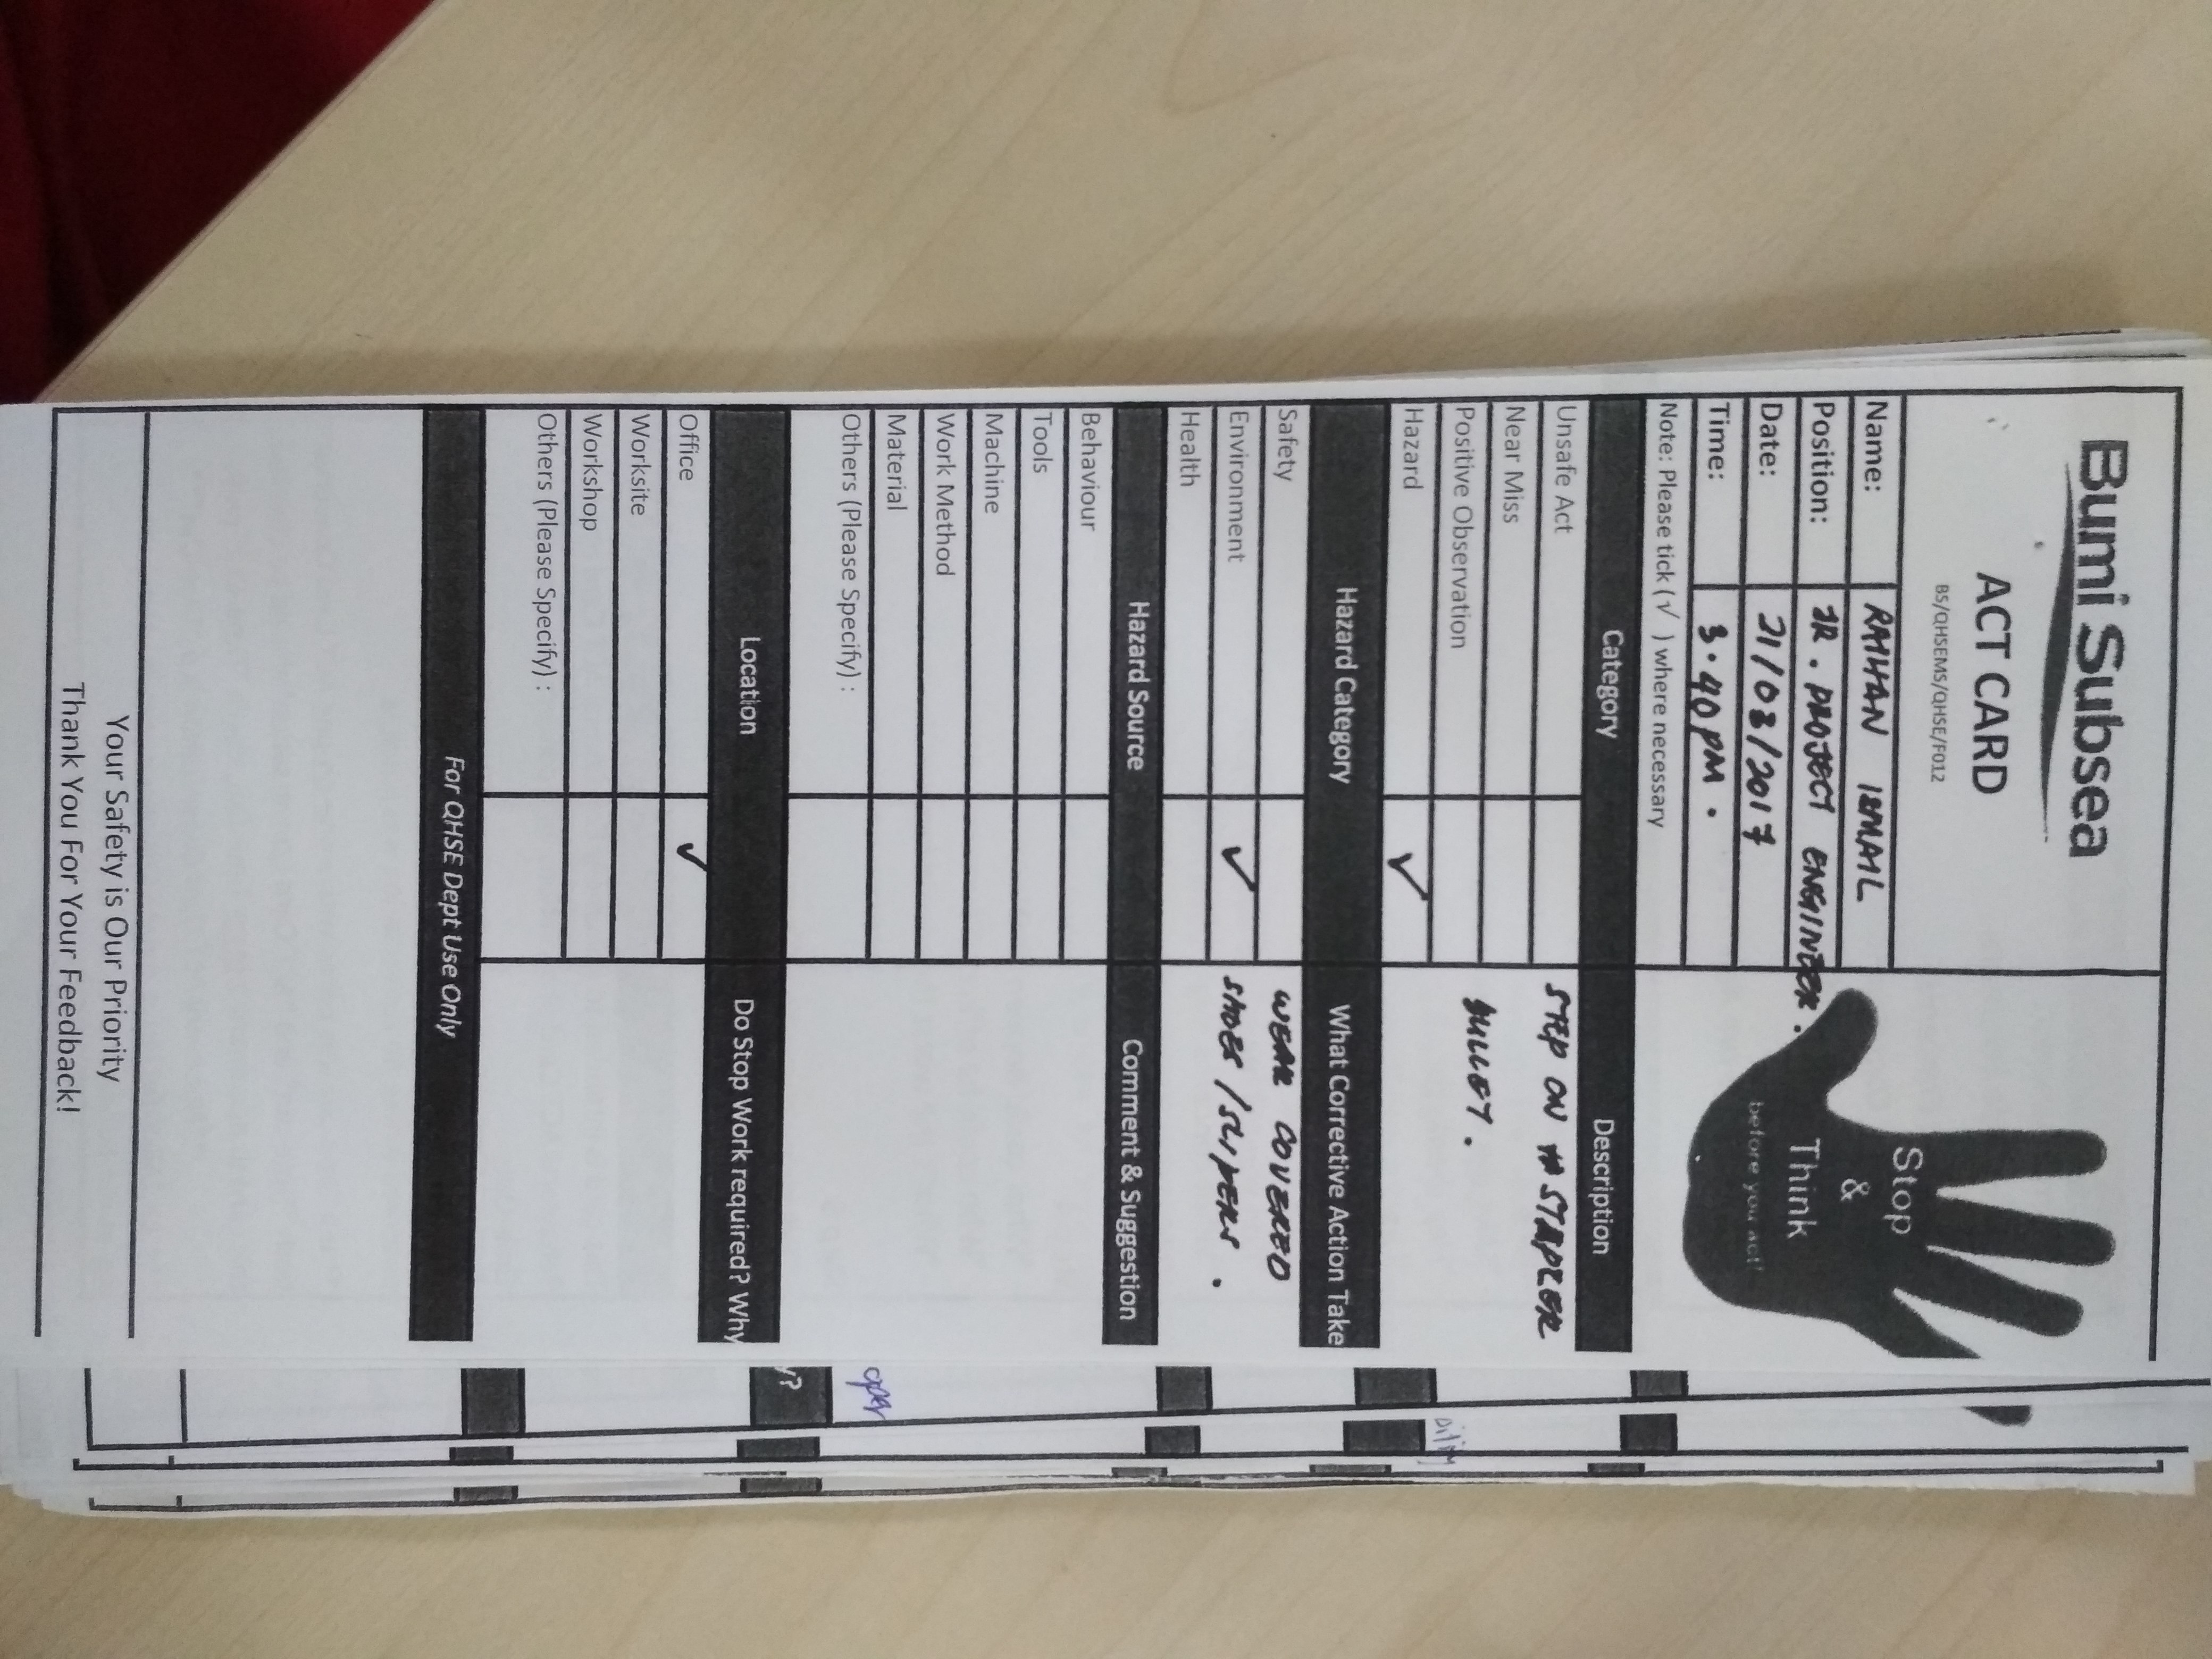 Bumi Subsea
ACT CARD
BS/QHSEMS/QHSE/F012
Stop
&
Think
before you act!
Name: RAIHAN ISMAIL
Position: JR. PROJECT ENGINEER.
Date: 21/03/2017
Time: 3.40 PM.
Note: Please tick (√ ) where necessary
Category Description
Unsafe Act STEP ON STAPLER
Near Miss
Positive Observation BULLET.
Hazard ✓
Hazard Category What Corrective Action Take
Safety WEAR COVERED
Environment ✓ SHOES / SLIPERS.
Health
Hazard Source Comment & Suggestion
Behaviour
Tools
Machine
Work Method
Material
Others (Please Specify) :
Location Do Stop Work required? Why
y?
Office ✓
Worksite
Workshop
Others (Please Specify) :
For QHSE Dept Use Only
Your Safety is Our Priority
Thank You For Your Feedback!